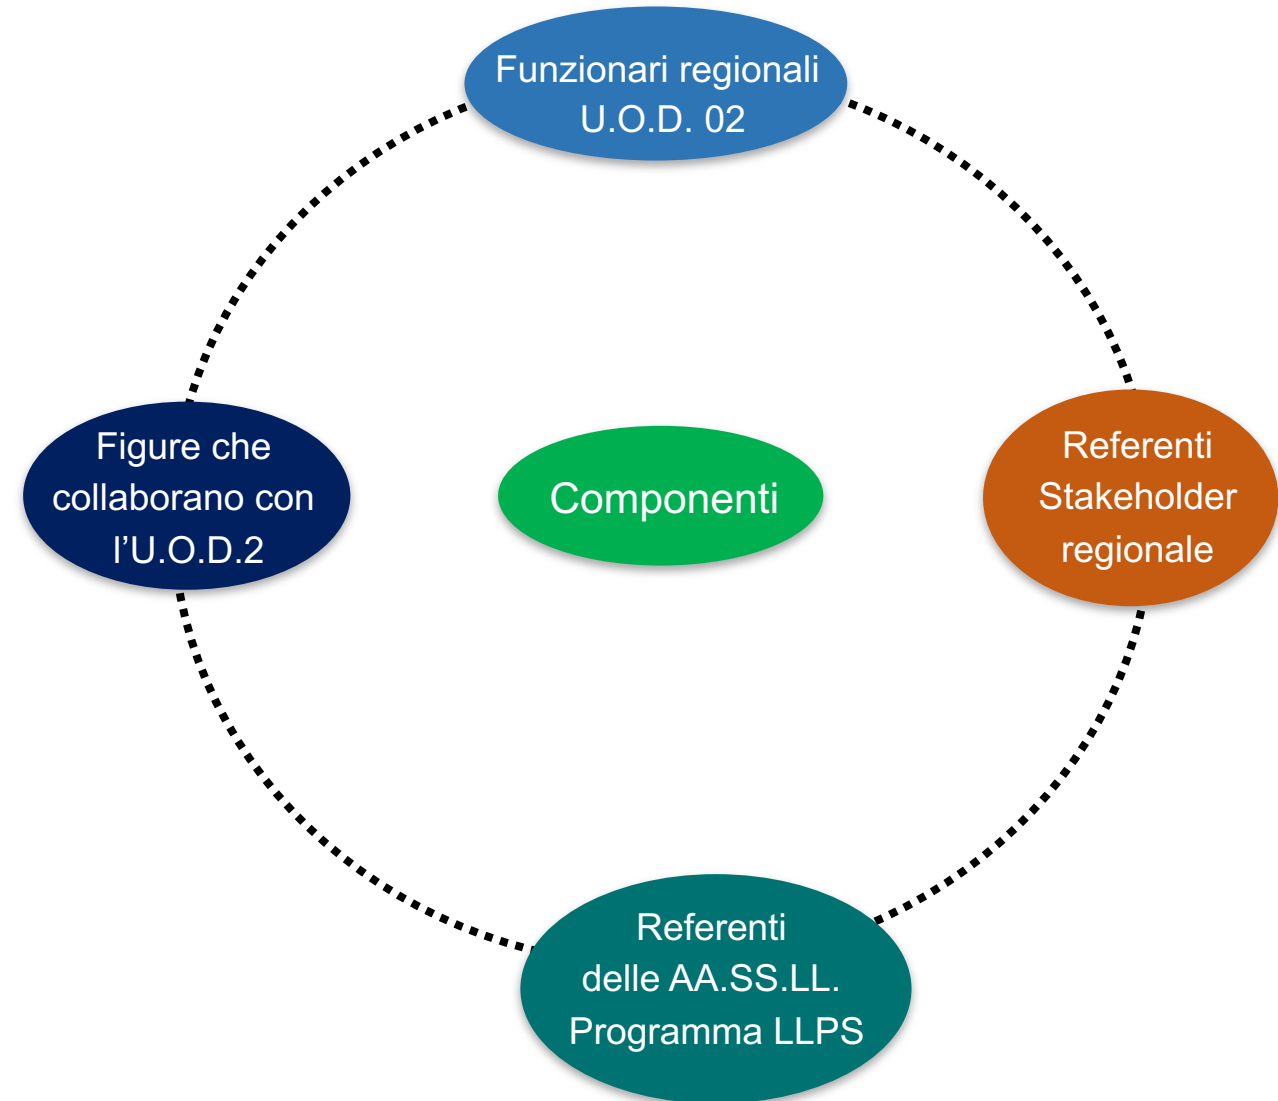 Funzionari regionali
U.O.D. 02
Figure che
collaborano con
l’U.O.D.2
Componenti
Referenti
Stakeholder
regionale
Referenti
delle AA.SS.LL.
Programma LLPS